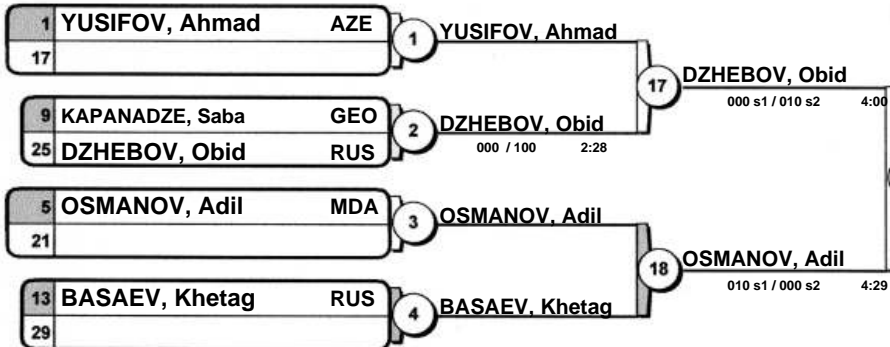 1 YUSIFOV, Ahmad AZE
17
1
YUSIFOV, Ahmad
9 KAPANADZE, Saba GEO
25 DZHEBOV, Obid RUS
2
DZHEBOV, Obid
000 / 100 2:28
17
DZHEBOV, Obid
000 s1 / 010 s2 4:00
5 OSMANOV, Adil MDA
21
3
OSMANOV, Adil
13 BASAEV, Khetag RUS
29
4
BASAEV, Khetag
18
OSMANOV, Adil
010 s1 / 000 s2 4:29